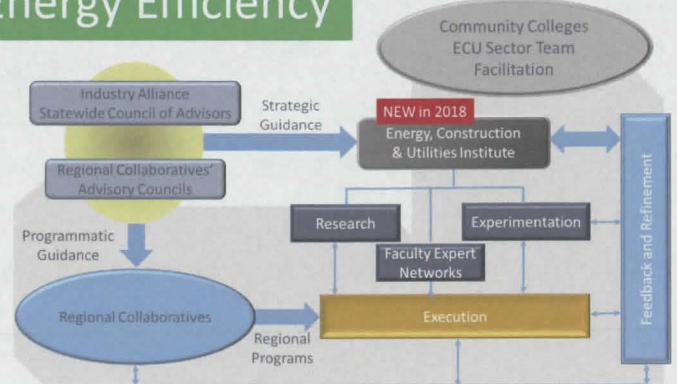 Energy Efficiency
Community Colleges
ECU Sector Team
Facilitation
Industry Alliance
Statewide Council of Advisors
Strategic
Guidance
NEW in 2018
Energy, Construction
& Utilities Institute
Regional Collaboratives'
Advisory Councils
Research
Experimentation
Faculty Expert
Networks
Feedback and Refinement
Programmatic
Guidance
Regional Collaboratives
Execution
Regional
Programs